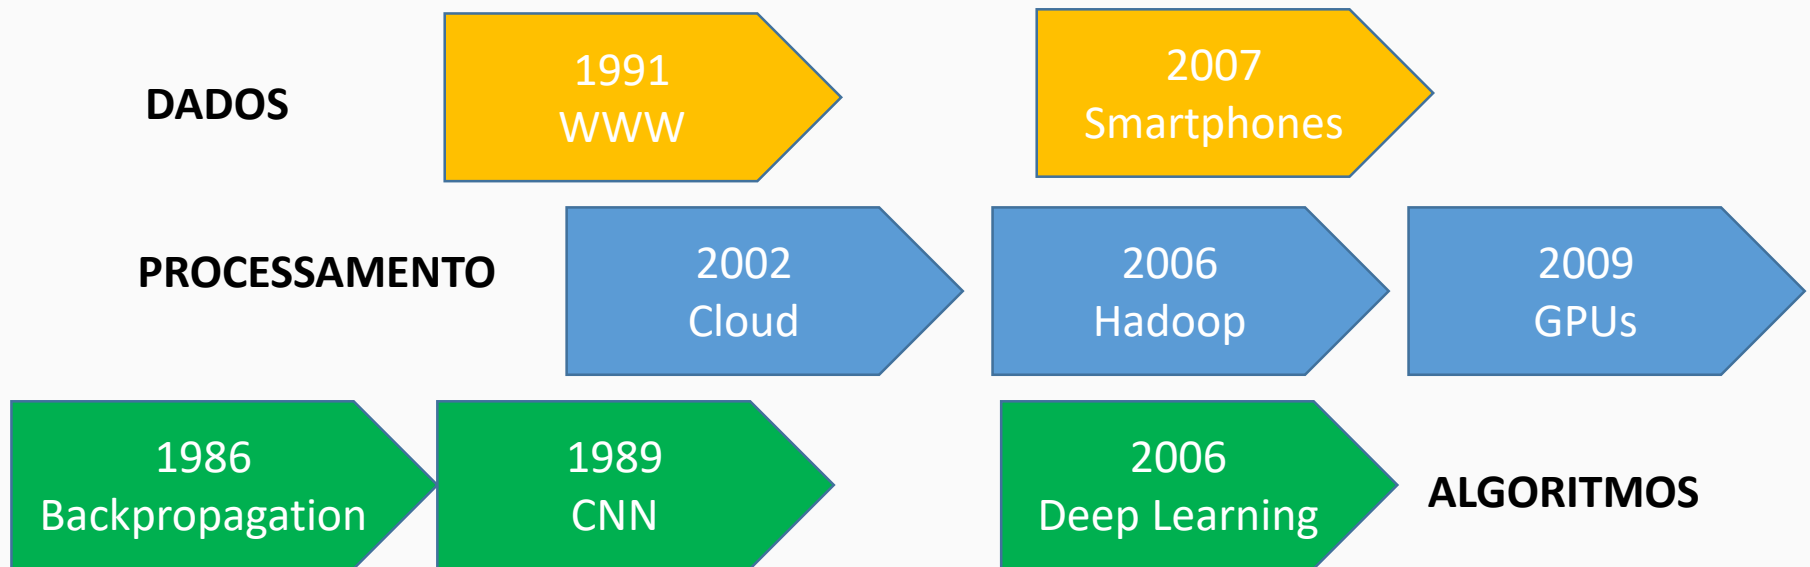 DADOS
1991
WWW
2007
Smartphones
PROCESSAMENTO
2002
Cloud
2006
Hadoop
2009
GPUs
1986
Backpropagation
1989
CNN
2006
Deep Learning
ALGORITMOS